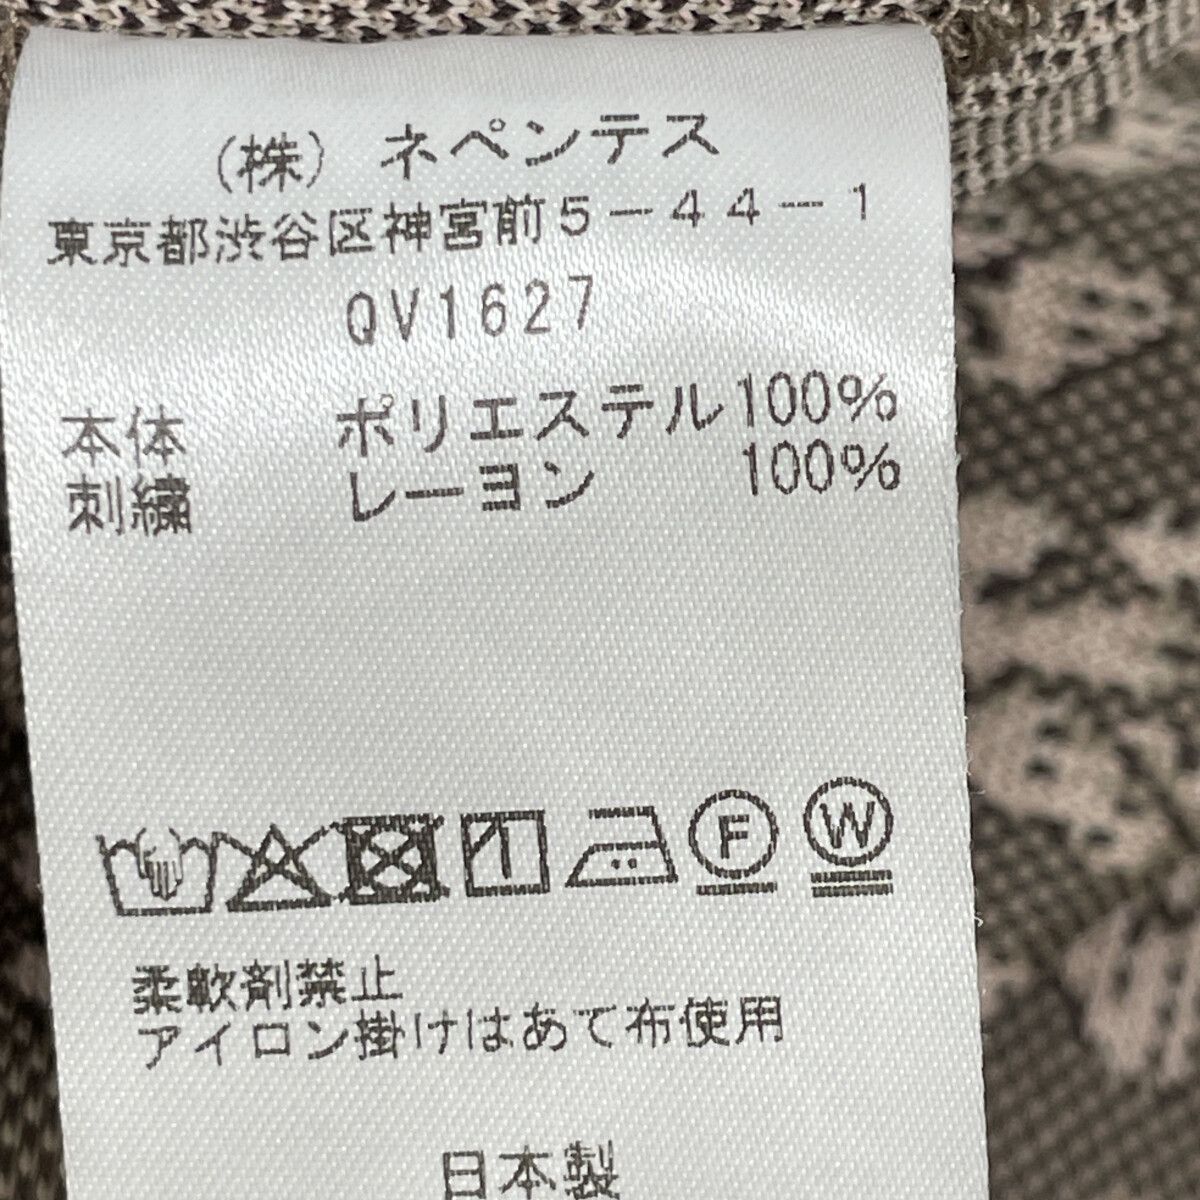 (株) ネペンテス
東京都渋谷区神宮前5-44-1
QV1627
本体 ポリエステル100%
刺繍 レーヨン 100%
F W
柔軟剤禁止
アイロン掛けはあて布使用
日本製